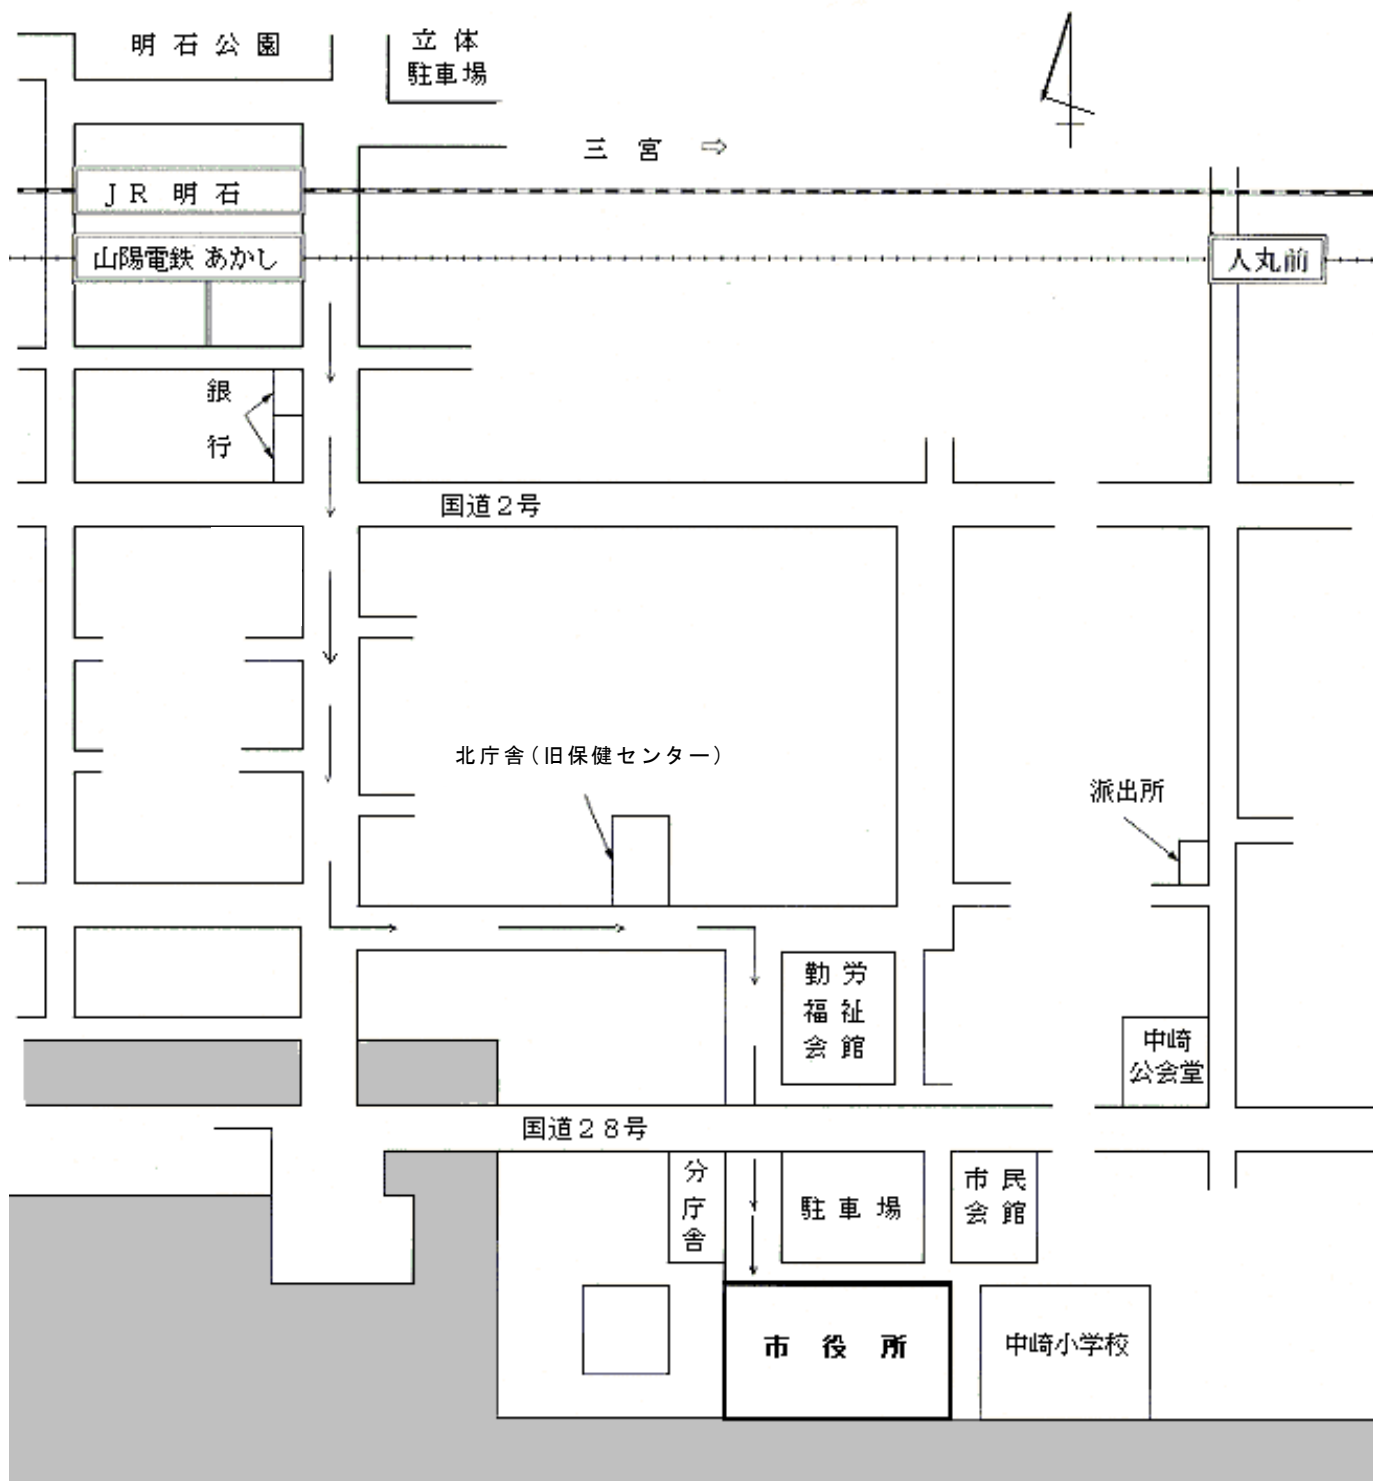 明石公園
立体
駐車場
三宮 ⇨
JR 明石
山陽電鉄 あかし
人丸前
銀
行
国道2号
北庁舎(旧保健センター)
派出所
勤労
福祉
会館
中崎
公会堂
国道28号
分
庁
舎
駐車場
市民
会館
市役所
中崎小学校